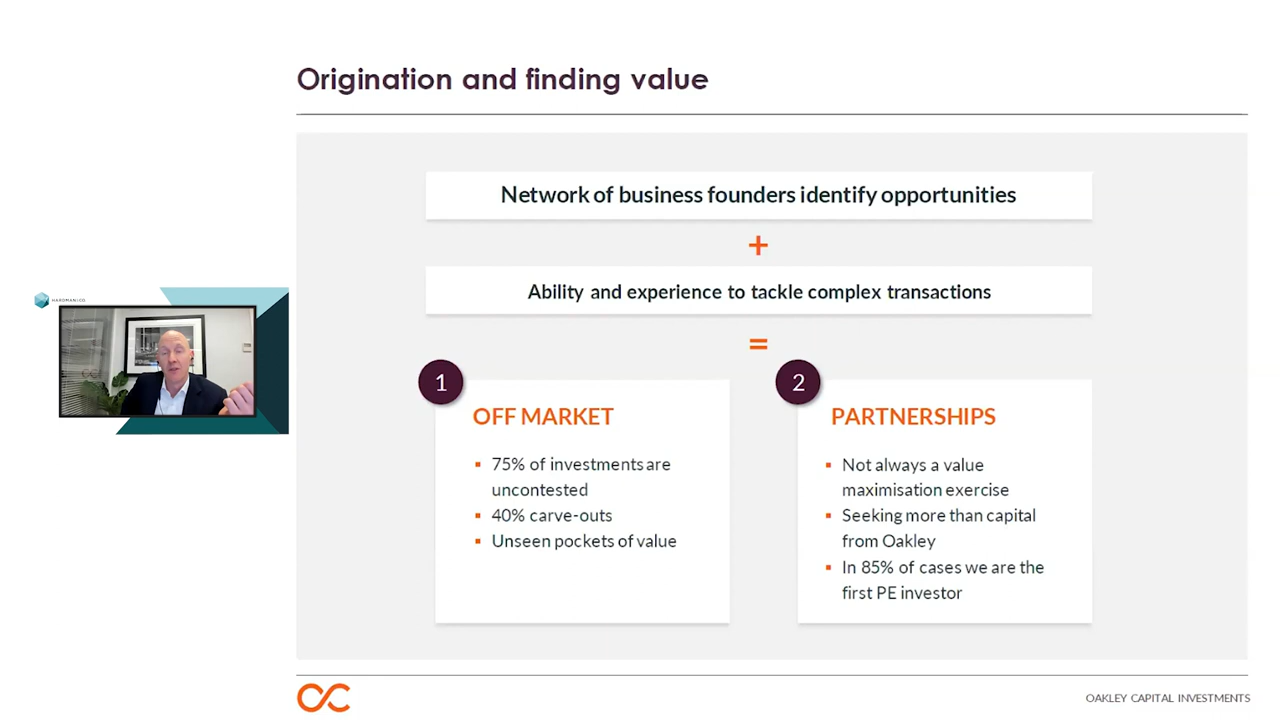 Origination and finding value
Network of business founders identify opportunities
+
Ability and experience to tackle complex transactions
=
1
OFF MARKET
▪ 75% of investments are
uncontested
▪ 40% carve-outs
▪ Unseen pockets of value
2
PARTNERSHIPS
▪ Not always a value
maximisation exercise
▪ Seeking more than capital
from Oakley
▪ In 85% of cases we are the
first PE investor
HARDMAN&CO
OAKLEY CAPITAL INVESTMENTS